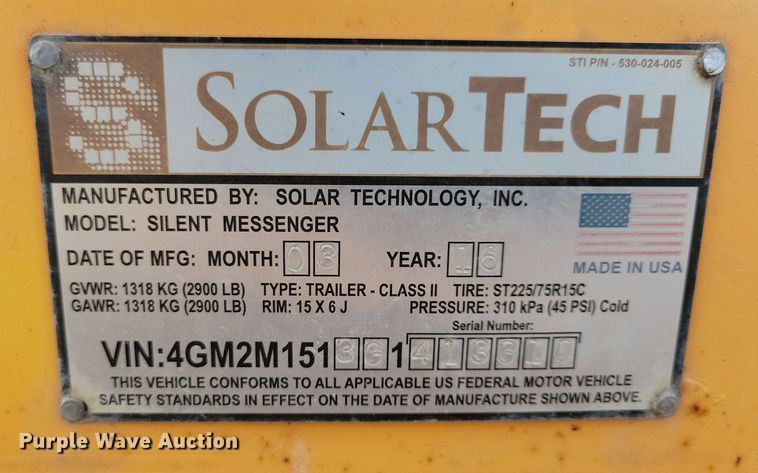 STI P/N - 530-024-005
SOLARTECH
MANUFACTURED BY: SOLAR TECHNOLOGY, INC.
MODEL: SILENT MESSENGER
DATE OF MFG: MONTH: 03 YEAR: 16
MADE IN USA
GVWR: 1318 KG (2900 LB) TYPE: TRAILER - CLASS II TIRE: ST225/75R15C
GAWR: 1318 KG (2900 LB) RIM: 15 X 6 J PRESSURE: 310 kPa (45 PSI) Cold
Serial Number:
VIN:4GM2M1513G1413310
THIS VEHICLE CONFORMS TO ALL APPLICABLE US FEDERAL MOTOR VEHICLE
SAFETY STANDARDS IN EFFECT ON THE DATE OF MANUFACTURE SHOWN ABOVE.
Purple Wave Auction